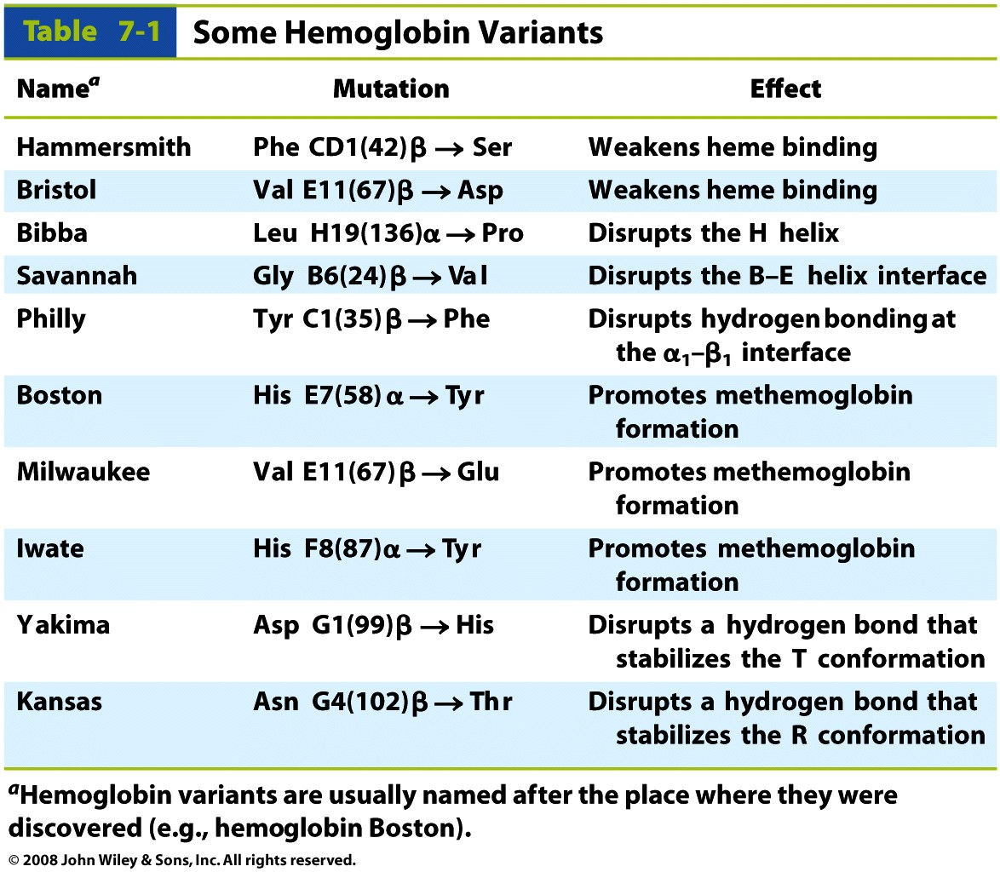 Table 7-1 Some Hemoglobin Variants
Nameᵃ Mutation Effect
Hammersmith Phe CD1(42)β → Ser Weakens heme binding
Bristol Val E11(67)β → Asp Weakens heme binding
Bibba Leu H19(136)α → Pro Disrupts the H helix
Savannah Gly B6(24)β → Val Disrupts the B–E helix interface
Philly Tyr C1(35)β → Phe Disrupts hydrogen bonding at
the α₁–β₁ interface
Boston His E7(58)α → Tyr Promotes methemoglobin
formation
Milwaukee Val E11(67)β → Glu Promotes methemoglobin
formation
Iwate His F8(87)α → Tyr Promotes methemoglobin
formation
Yakima Asp G1(99)β → His Disrupts a hydrogen bond that
stabilizes the T conformation
Kansas Asn G4(102)β → Thr Disrupts a hydrogen bond that
stabilizes the R conformation
ᵃHemoglobin variants are usually named after the place where they were
discovered (e.g., hemoglobin Boston).
© 2008 John Wiley & Sons, Inc. All rights reserved.